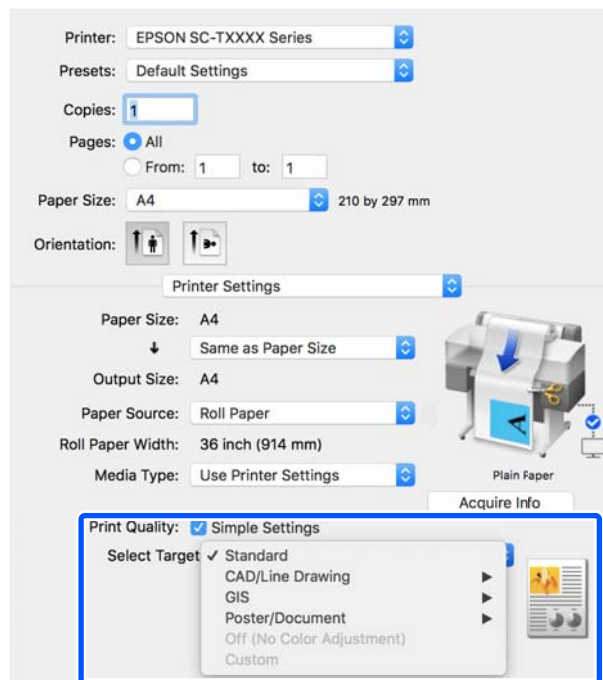 Printer: EPSON SC-TXXXX Series
Presets: Default Settings
Copies: 1
Pages: All
From: 1 to: 1
Paper Size: A4 210 by 297 mm
Orientation:
Printer Settings
Paper Size: A4
Same as Paper Size
Output Size: A4
Paper Source: Roll Paper
Roll Paper Width: 36 inch (914 mm)
Media Type: Use Printer Settings
Plain Paper
Acquire Info
Print Quality: Simple Settings
Select Target Standard
CAD/Line Drawing
GIS
Poster/Document
Off (No Color Adjustment)
Custom